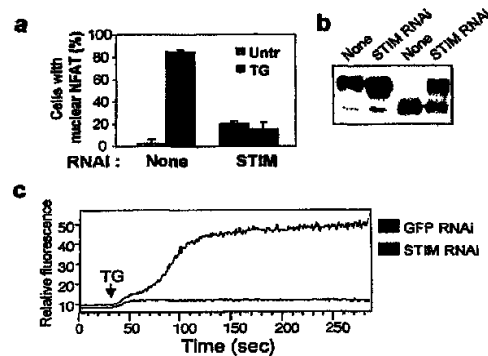 a
Cells with nuclear NFAT (%)
100
80
60
40
20
0
Untr
TG
RNAi :
None
STIM
b
None
STIM RNAi
None
STIM RNAi
c
Relative fluorescence
50
40
30
20
10
TG
GFP RNAi
STIM RNAi
0
50
100
150
200
250
Time (sec)